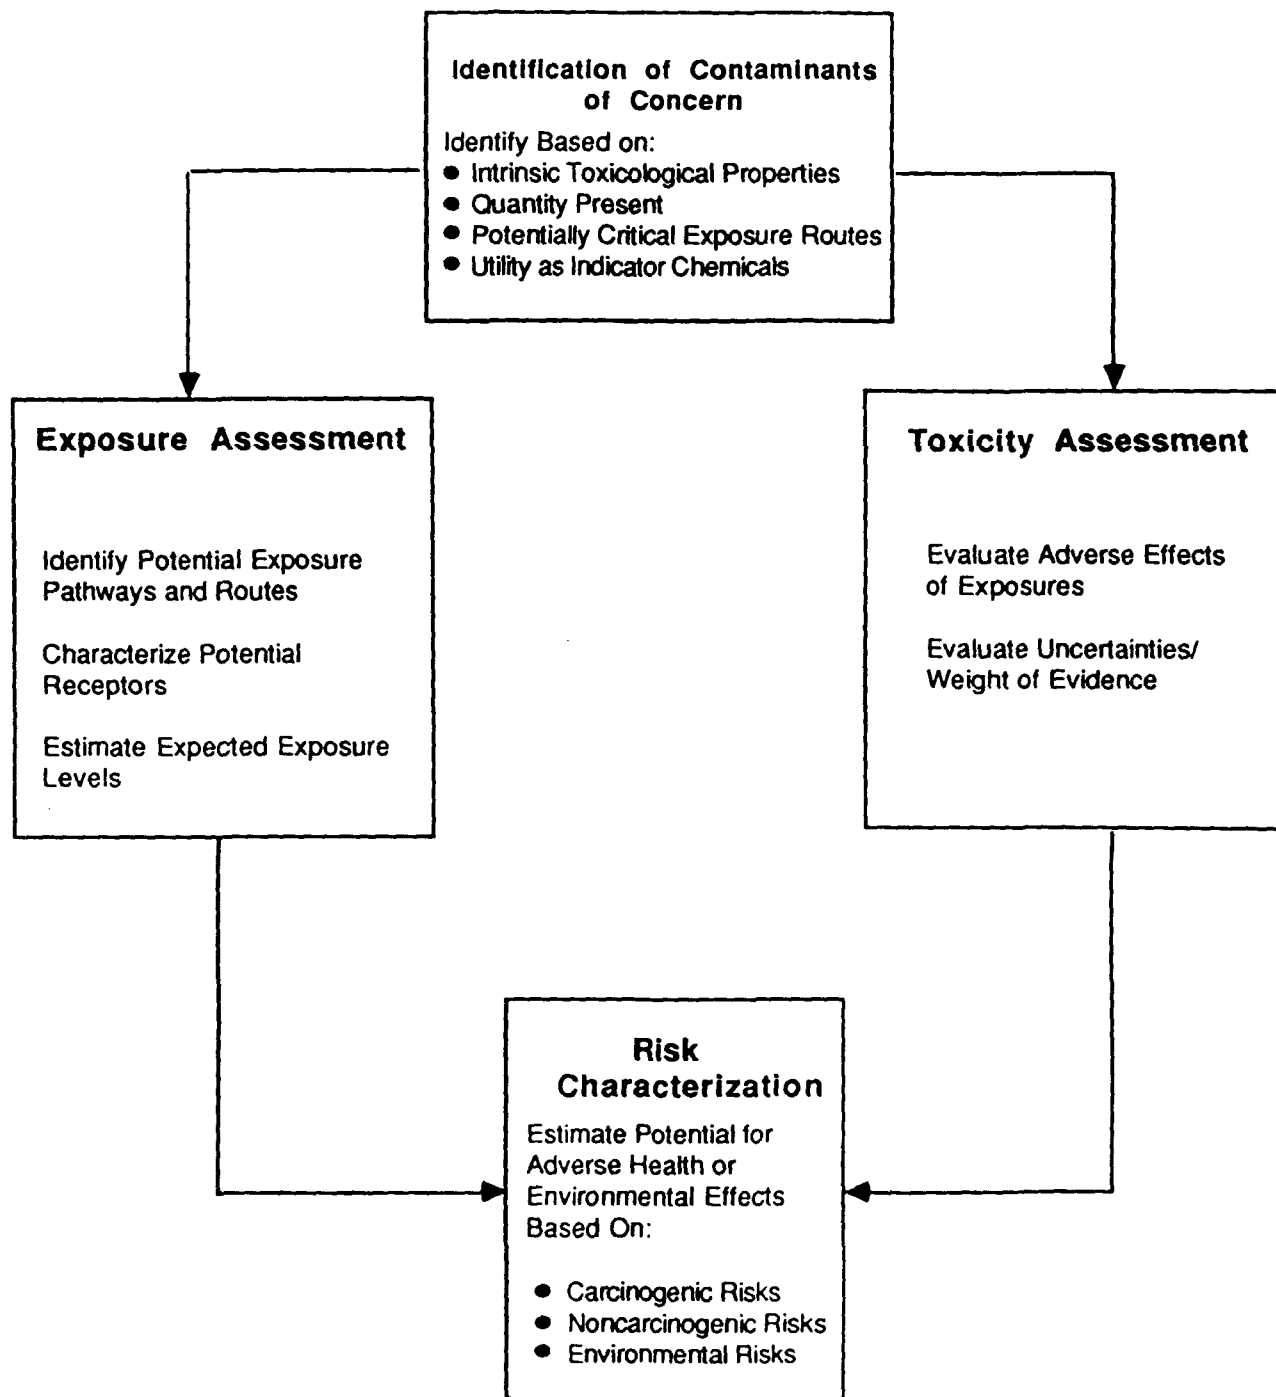 Identification of Contaminants
of Concern
Identify Based on:
● Intrinsic Toxicological Properties
● Quantity Present
● Potentially Critical Exposure Routes
● Utility as Indicator Chemicals
Exposure Assessment
Identify Potential Exposure
Pathways and Routes
Characterize Potential
Receptors
Estimate Expected Exposure
Levels
Toxicity Assessment
Evaluate Adverse Effects
of Exposures
Evaluate Uncertainties/
Weight of Evidence
Risk
Characterization
Estimate Potential for
Adverse Health or
Environmental Effects
Based On:
● Carcinogenic Risks
● Noncarcinogenic Risks
● Environmental Risks